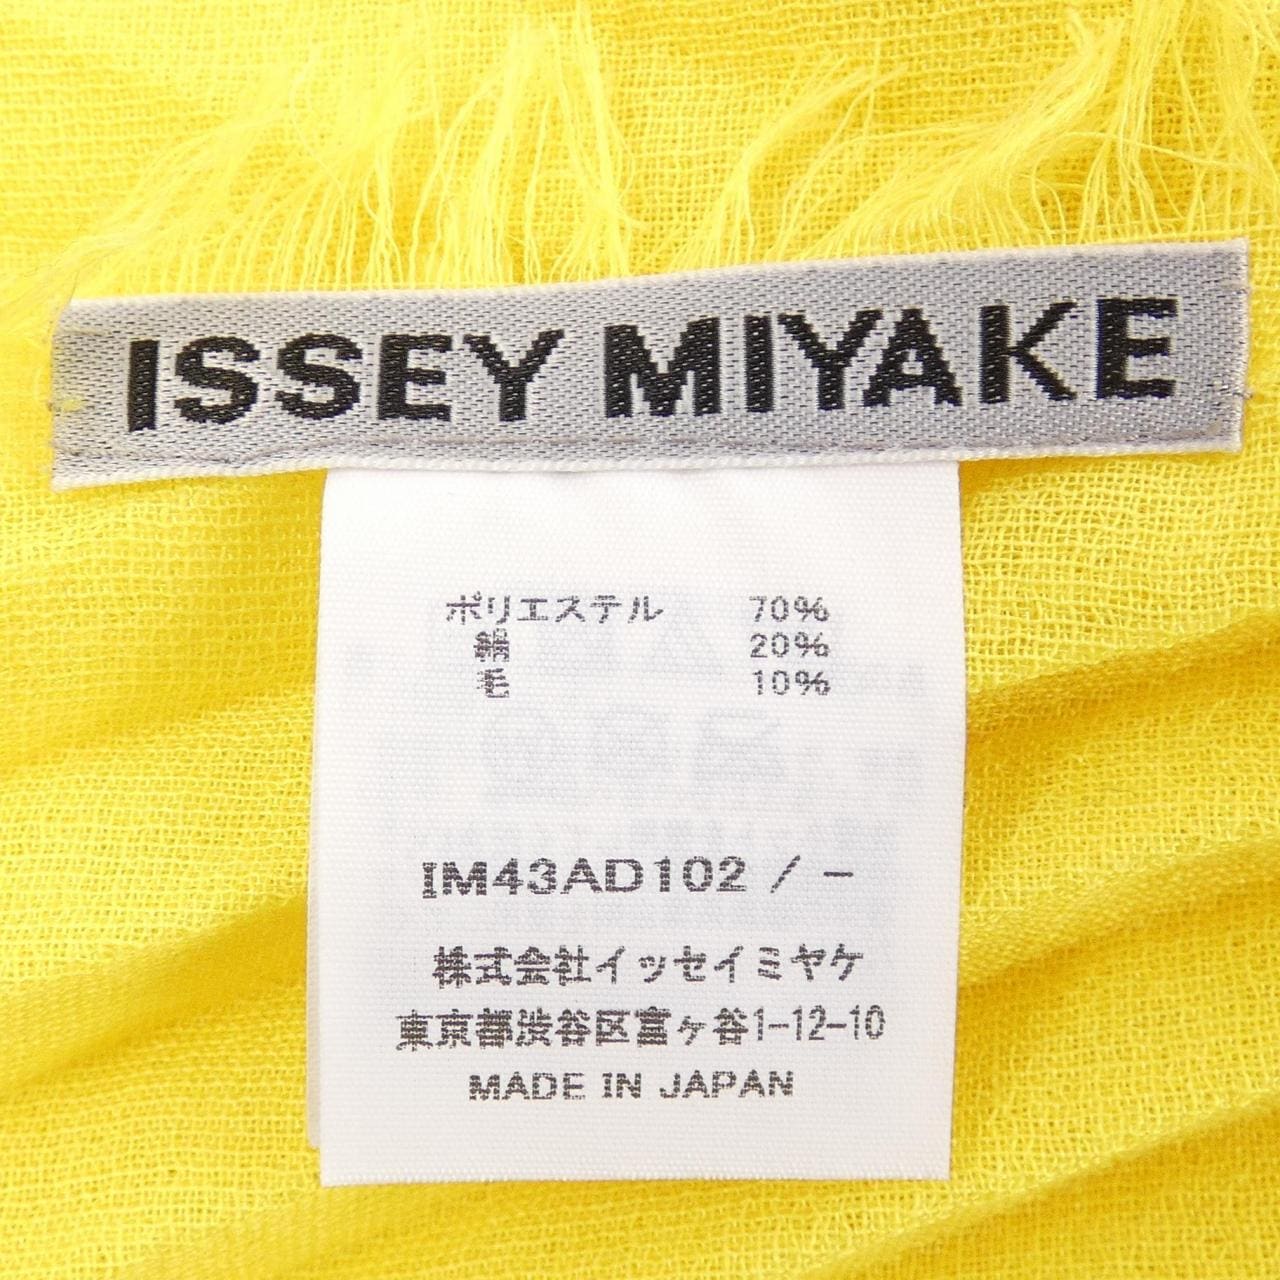 ISSEY MIYAKE
ポリエステル 70%
綿 20%
毛 10%
IM43AD102 / -
株式会社イッセイミヤケ
東京都渋谷区富ヶ谷1-12-10
MADE IN JAPAN